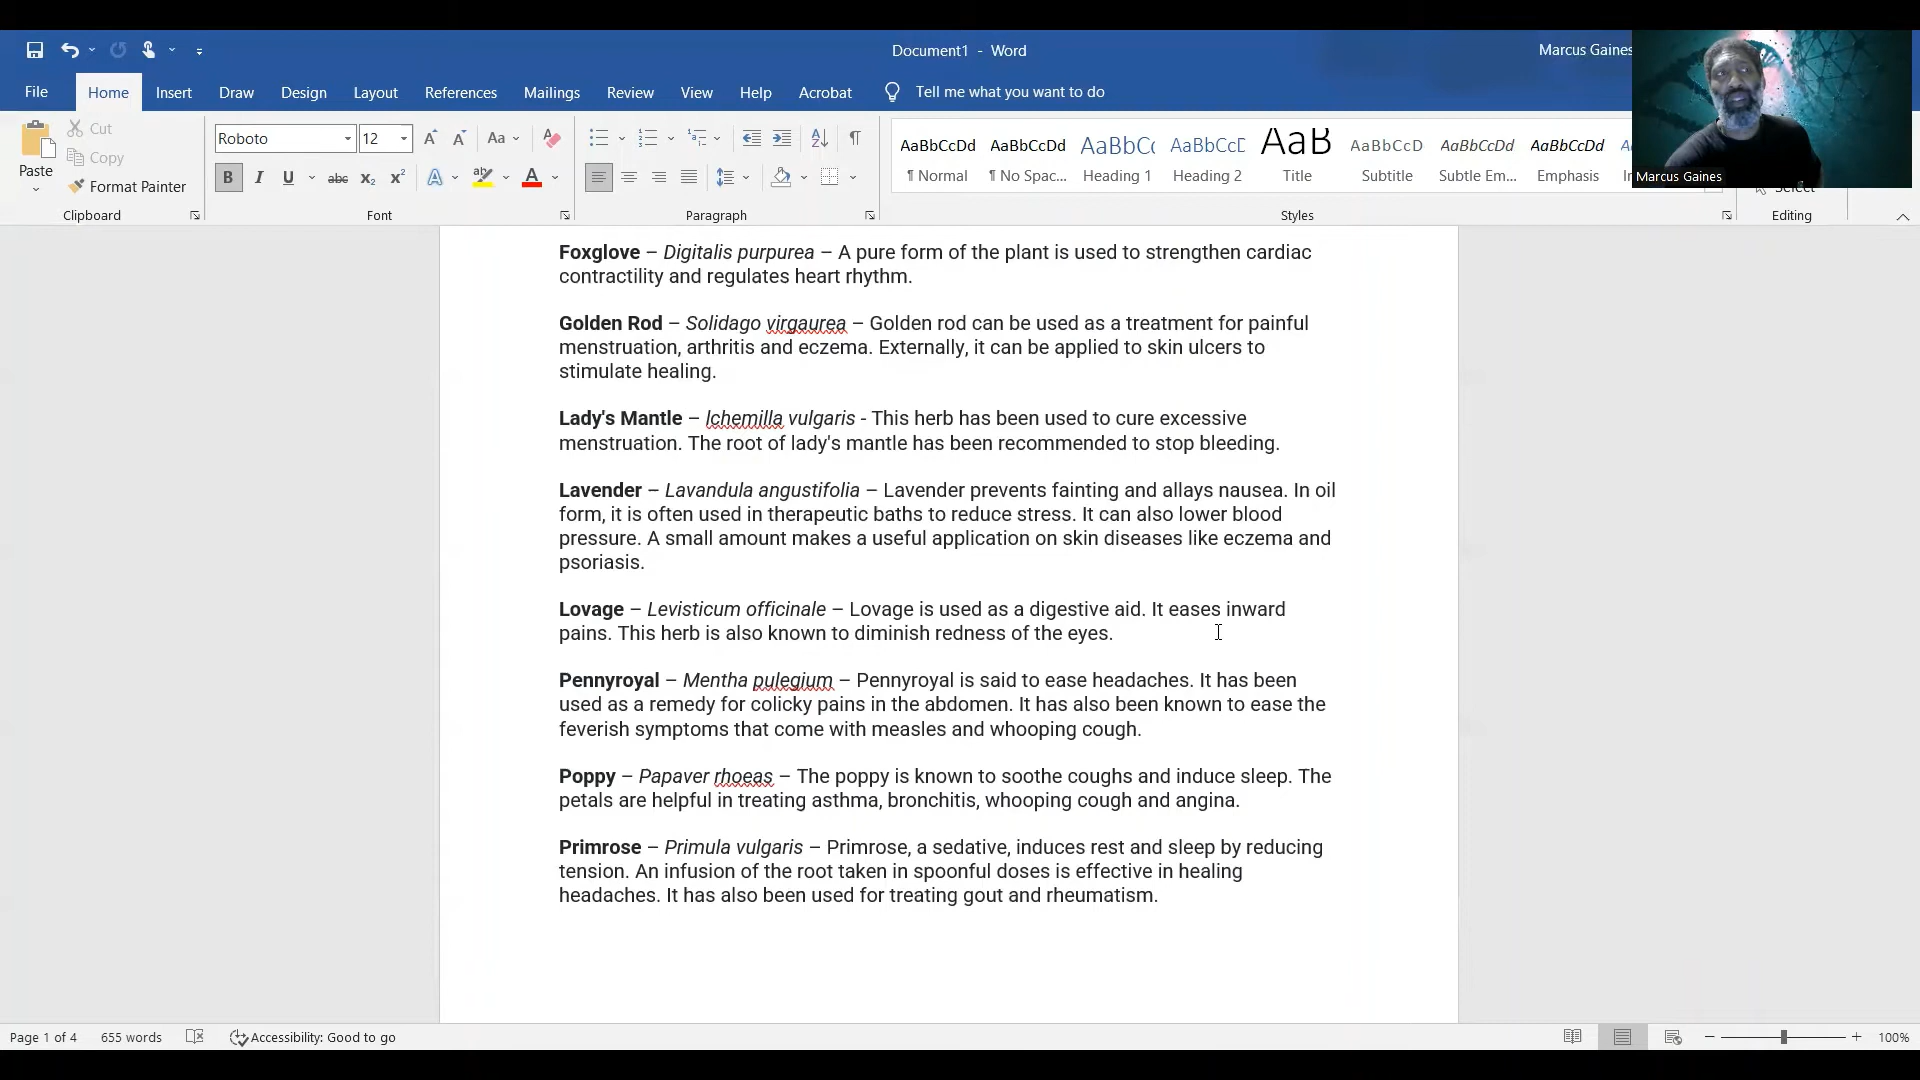 Document1 - Word
Marcus Gaines
File Home Insert Draw Design Layout References Mailings Review View Help Acrobat Tell me what you want to do
Paste
Cut
Copy
Format Painter
Clipboard
Roboto 12 Aa
B I U abc x₂ x² A ab A
Font
Paragraph
AaBbCcDd AaBbCcDd AaBbC AaBbCcD AaB AaBbCcD AaBbCcDd AaBbCcDd
¶ Normal ¶ No Spac... Heading 1 Heading 2 Title Subtitle Subtle Em... Emphasis
Styles
Marcus Gaines
Select
Editing
Foxglove – Digitalis purpurea – A pure form of the plant is used to strengthen cardiac
contractility and regulates heart rhythm.
Golden Rod – Solidago virgaurea – Golden rod can be used as a treatment for painful
menstruation, arthritis and eczema. Externally, it can be applied to skin ulcers to
stimulate healing.
Lady's Mantle – lchemilla vulgaris - This herb has been used to cure excessive
menstruation. The root of lady's mantle has been recommended to stop bleeding.
Lavender – Lavandula angustifolia – Lavender prevents fainting and allays nausea. In oil
form, it is often used in therapeutic baths to reduce stress. It can also lower blood
pressure. A small amount makes a useful application on skin diseases like eczema and
psoriasis.
Lovage – Levisticum officinale – Lovage is used as a digestive aid. It eases inward
pains. This herb is also known to diminish redness of the eyes.
Pennyroyal – Mentha pulegium – Pennyroyal is said to ease headaches. It has been
used as a remedy for colicky pains in the abdomen. It has also been known to ease the
feverish symptoms that come with measles and whooping cough.
Poppy – Papaver rhoeas – The poppy is known to soothe coughs and induce sleep. The
petals are helpful in treating asthma, bronchitis, whooping cough and angina.
Primrose – Primula vulgaris – Primrose, a sedative, induces rest and sleep by reducing
tension. An infusion of the root taken in spoonful doses is effective in healing
headaches. It has also been used for treating gout and rheumatism.
Page 1 of 4 655 words Accessibility: Good to go 100%